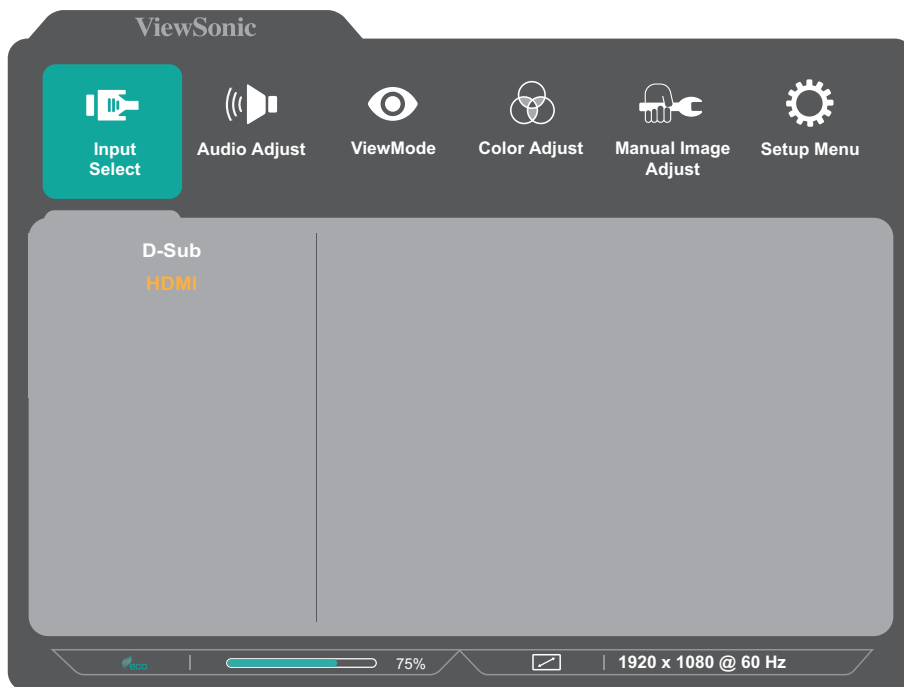 ViewSonic
Input
Select
Audio Adjust
ViewMode
Color Adjust
Manual Image
Adjust
Setup Menu
D-Sub
HDMI
eco
75%
1920 x 1080 @ 60 Hz